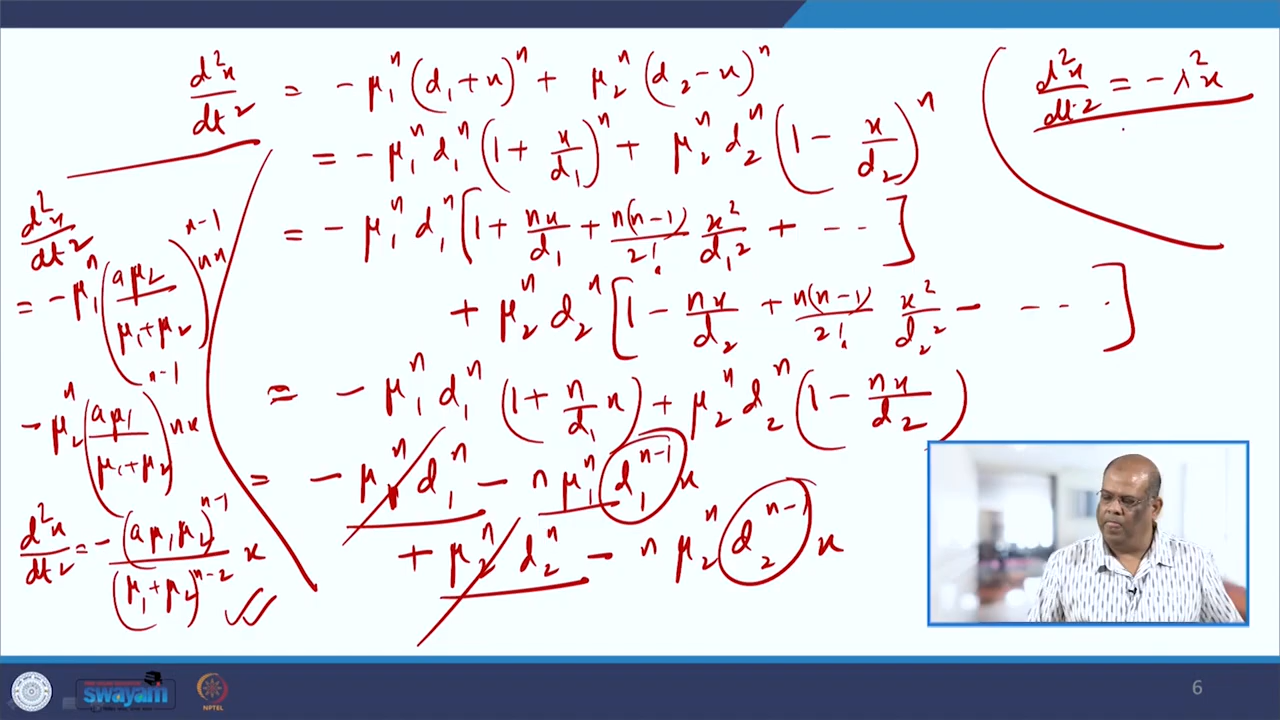 d²x/dt² = -μ₁ⁿ (d₁+x)ⁿ + μ₂ⁿ (d₂-x)ⁿ
= -μ₁ⁿ d₁ⁿ (1 + x/d₁)ⁿ + μ₂ⁿ d₂ⁿ (1 - x/d₂)ⁿ
= -μ₁ⁿ d₁ⁿ [1 + nx/d₁ + n(n-1)/2! x²/d₁² + -- ]
+ μ₂ⁿ d₂ⁿ [1 - nx/d₂ + n(n-1)/2! x²/d₂² - ---- ]
= -μ₁ⁿ d₁ⁿ (1 + n/d₁ x) + μ₂ⁿ d₂ⁿ (1 - nx/d₂)
= -μ₁ⁿ d₁ⁿ - n μ₁ⁿ d₁ⁿ⁻¹ x
+ μ₂ⁿ d₂ⁿ - n μ₂ⁿ d₂ⁿ⁻¹ x
d²x/dt² = -λ²x
d²x/dt²
= -μ₁ⁿ (aμ₂/(μ₁+μ₂))ⁿ⁻¹ nx
-μ₂ⁿ (aμ₁/(μ₁+μ₂))ⁿ⁻¹ nx
d²x/dt² = -(aμ₁μ₂)ⁿ⁻¹/(μ₁+μ₂)ⁿ⁻² x
swayam
NPTEL
6